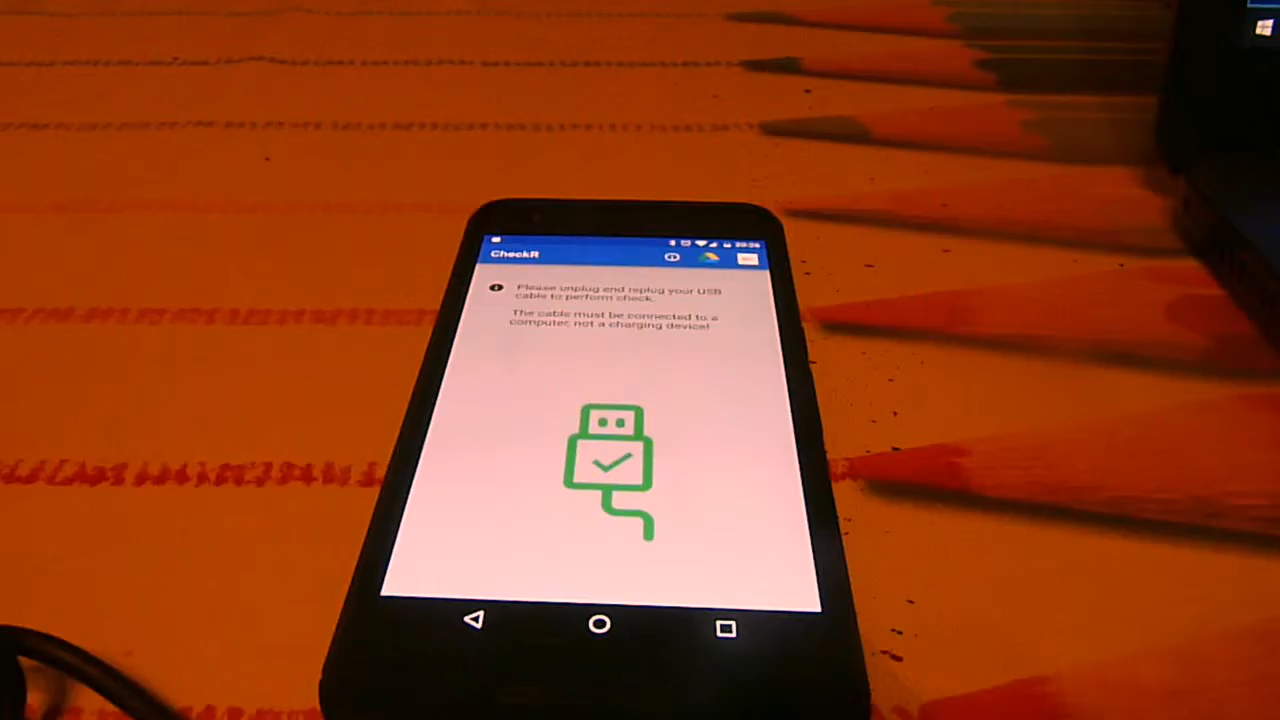 CheckR
Please unplug and replug your USB
cable to perform check.
The cable must be connected to a
computer, not a charging device!